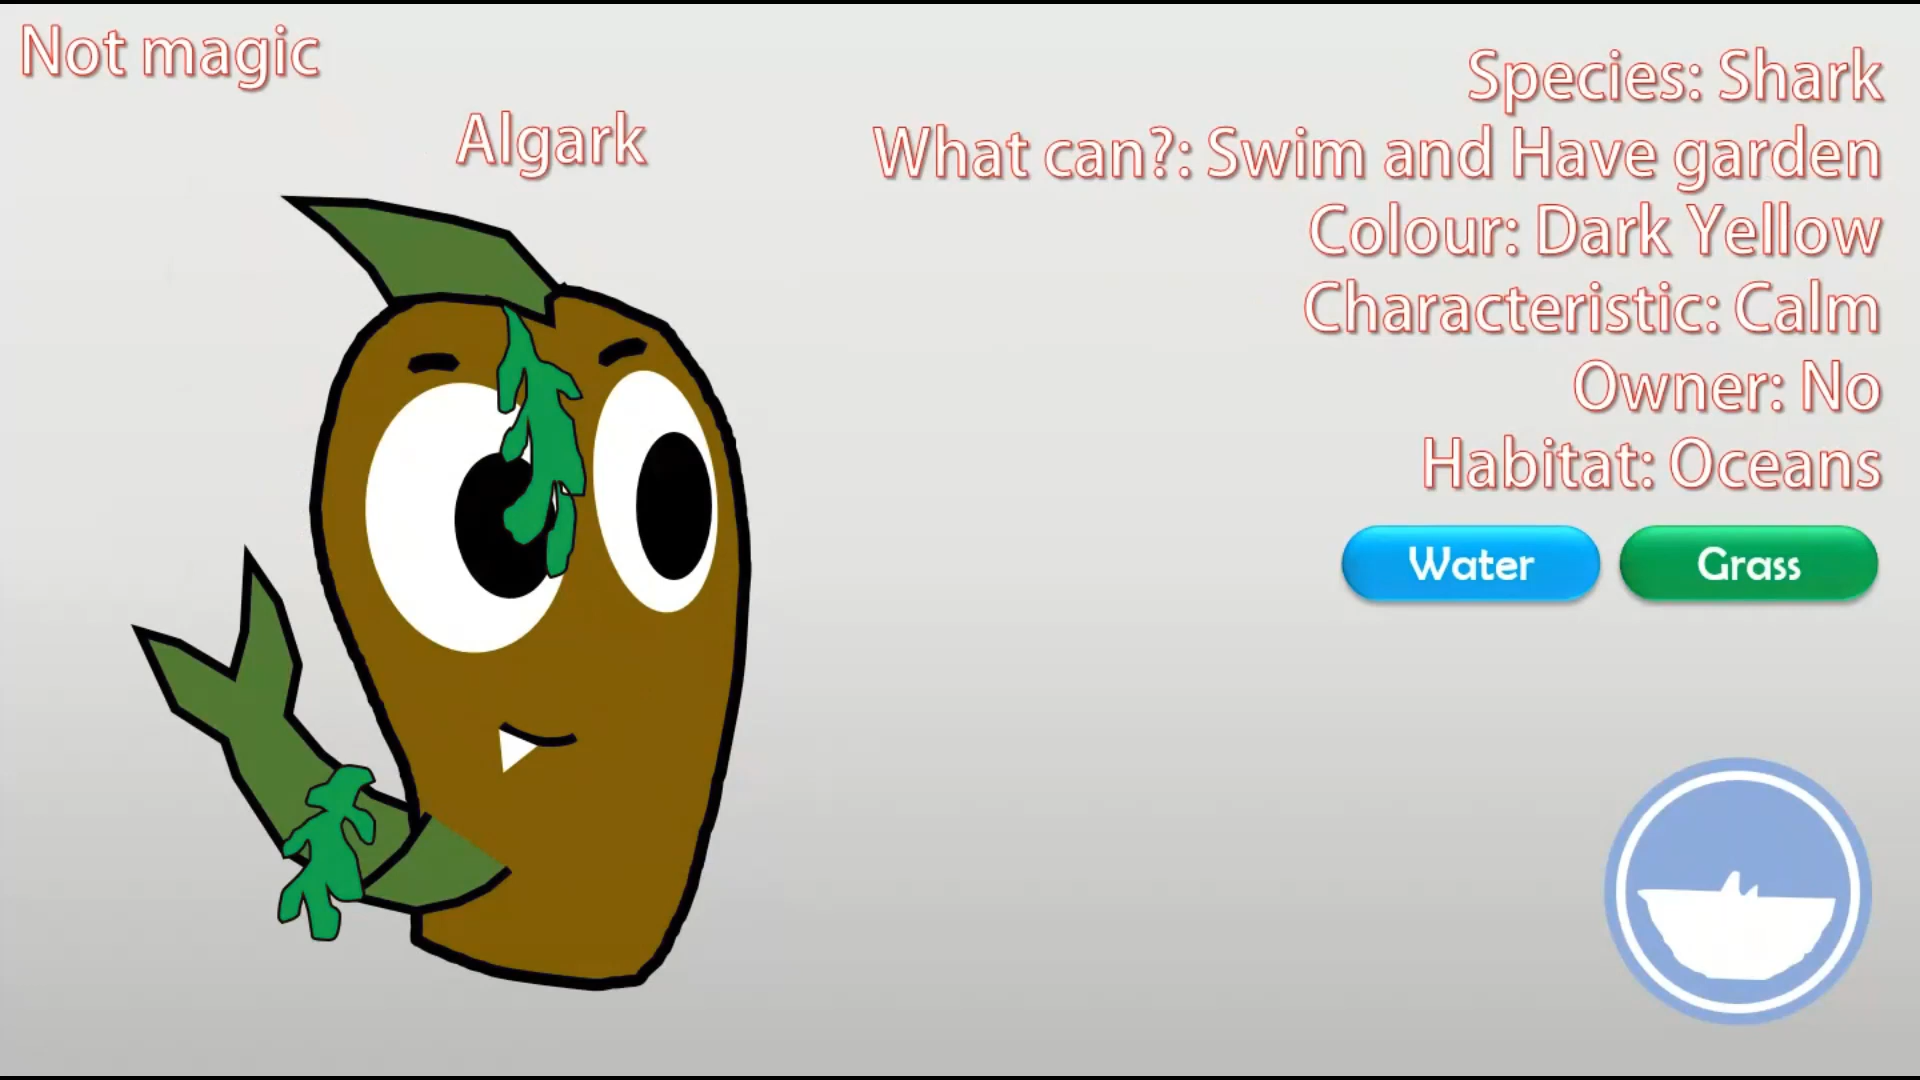 Not magic
Algark
Species: Shark
What can?: Swim and Have garden
Colour: Dark Yellow
Characteristic: Calm
Owner: No
Habitat: Oceans
Water
Grass